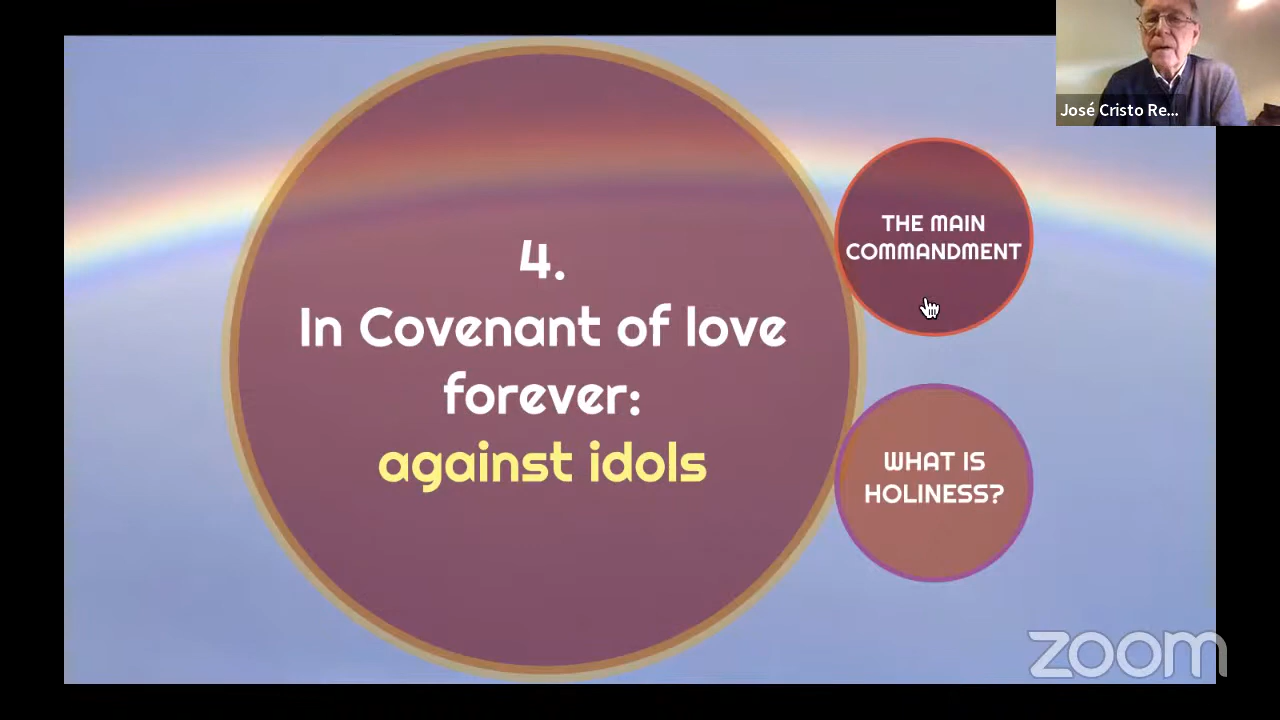 José Cristo Re...
4.
In Covenant of love
forever:
against idols
THE MAIN
COMMANDMENT
WHAT IS
HOLINESS?
zoom